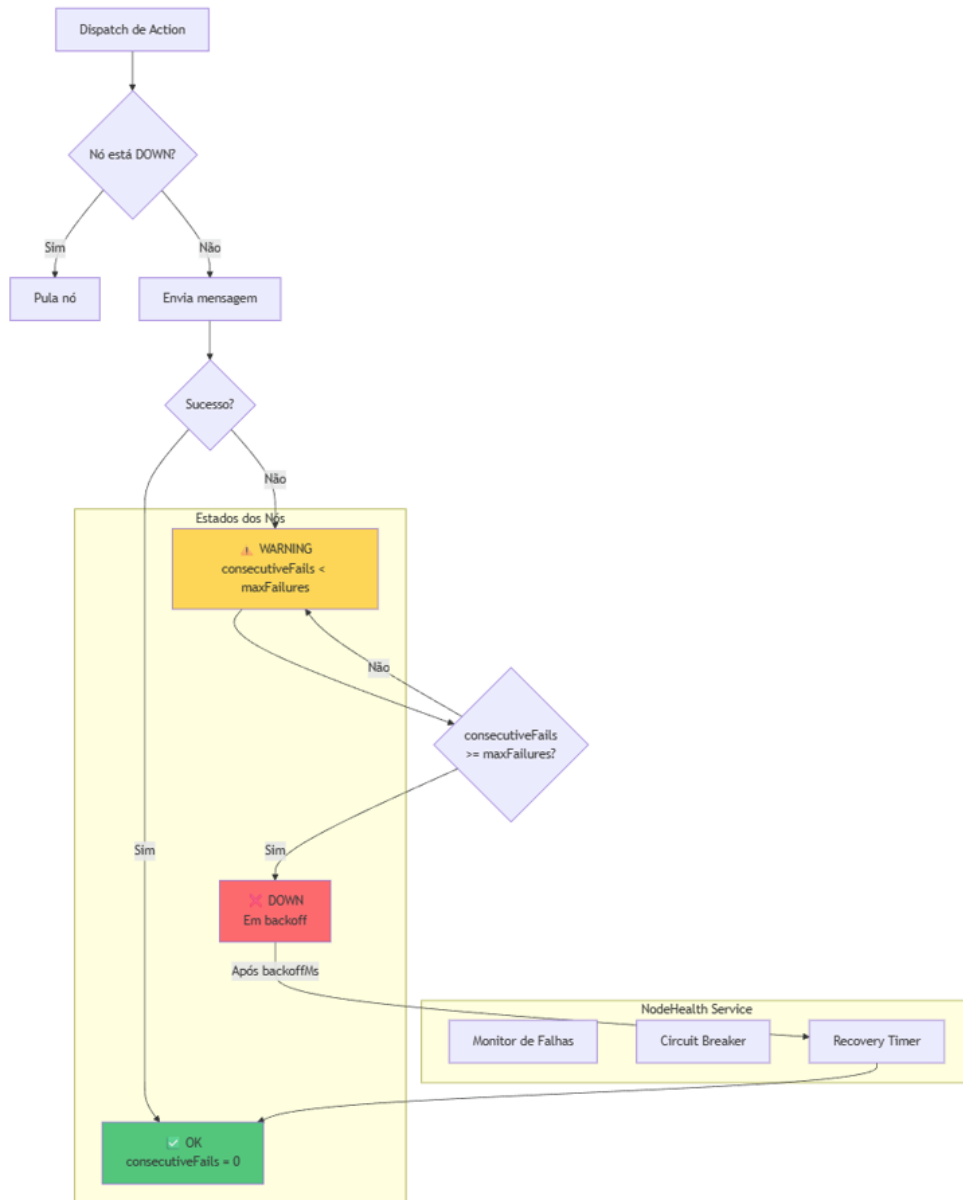 Dispatch de Action
Nó está DOWN?
Sim
Não
Pula nó
Envia mensagem
Sucesso?
Não
Estados dos Nós
⚠️ WARNING
consecutiveFails <
maxFailures
Não
consecutiveFails
>= maxFailures?
Sim
Sim
❌ DOWN
Em backoff
Após backoffMs
NodeHealth Service
Monitor de Falhas
Circuit Breaker
Recovery Timer
✅ OK
consecutiveFails = 0